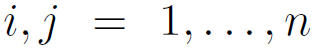 i, j = 1, . . . , n